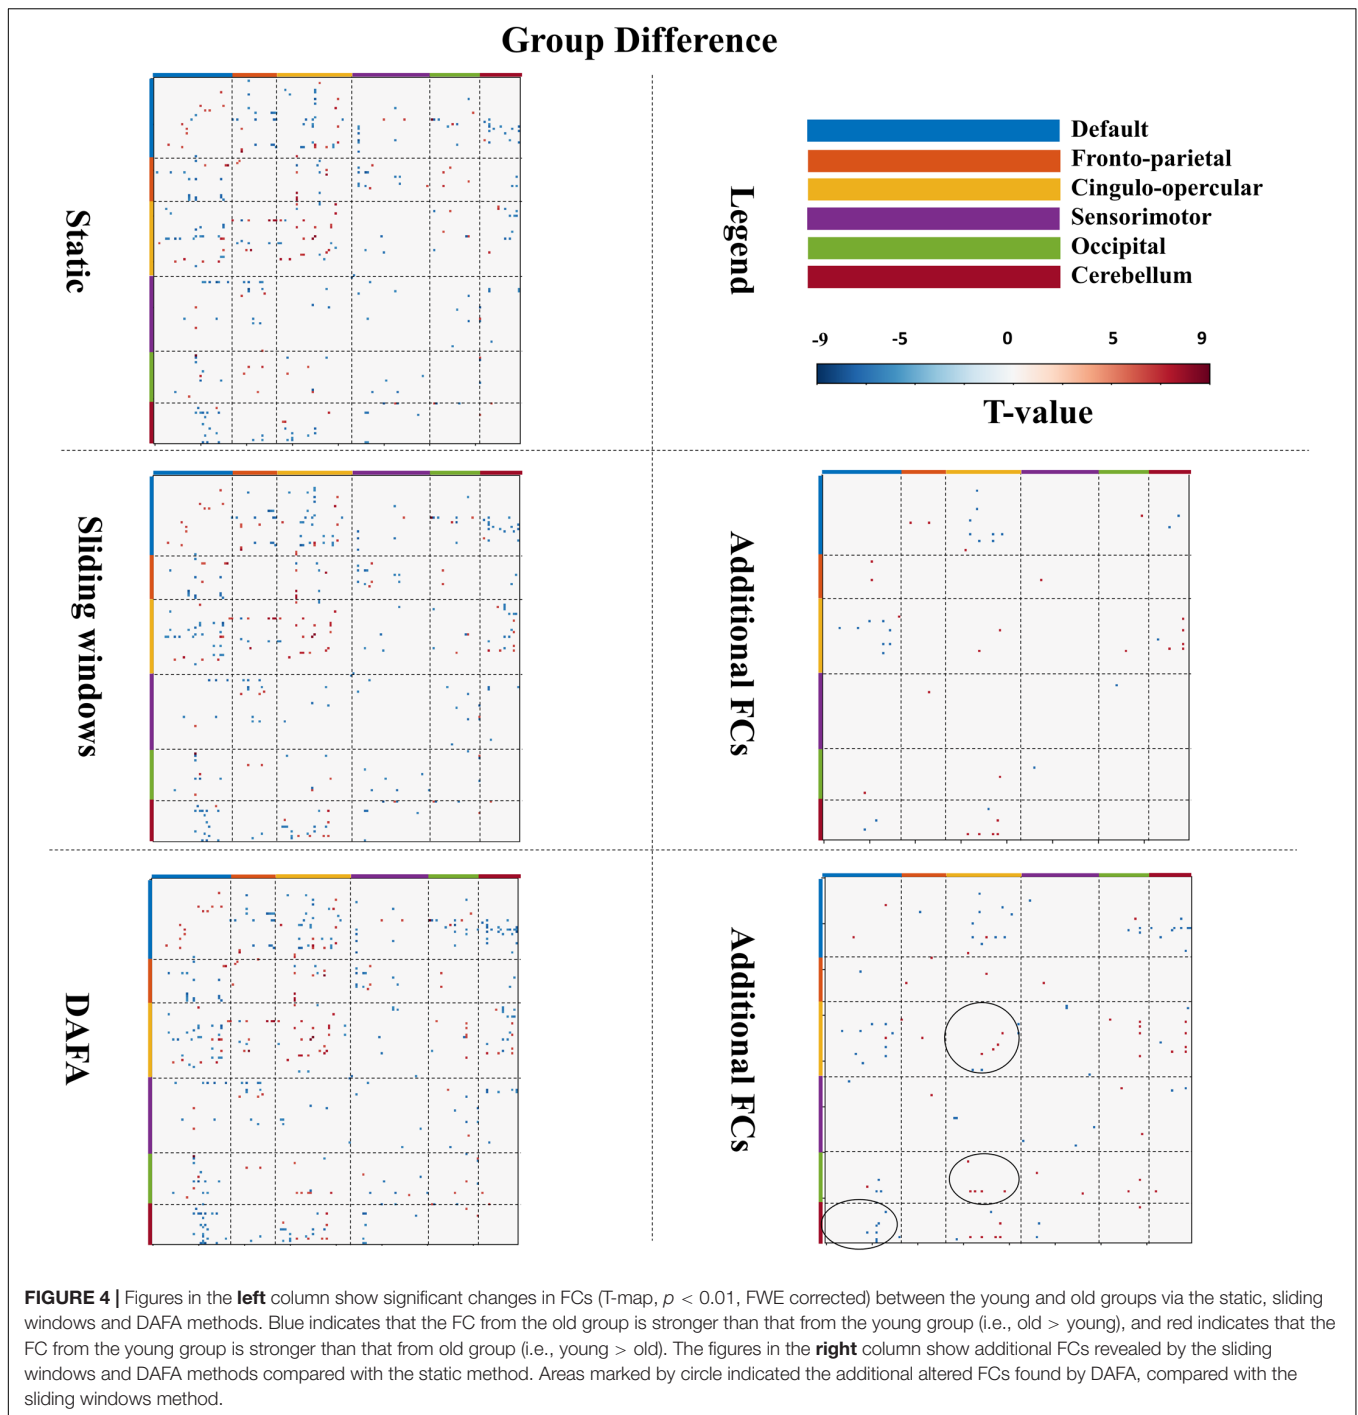 Group Difference
Static
Legend
Default
Fronto-parietal
Cingulo-opercular
Sensorimotor
Occipital
Cerebellum
-9 -5 0 5 9
T-value
Sliding windows
Additional FCs
DAFA
Additional FCs
FIGURE 4 | Figures in the left column show significant changes in FCs (T-map, p < 0.01, FWE corrected) between the young and old groups via the static, sliding
windows and DAFA methods. Blue indicates that the FC from the old group is stronger than that from the young group (i.e., old > young), and red indicates that the
FC from the young group is stronger than that from old group (i.e., young > old). The figures in the right column show additional FCs revealed by the sliding
windows and DAFA methods compared with the static method. Areas marked by circle indicated the additional altered FCs found by DAFA, compared with the
sliding windows method.